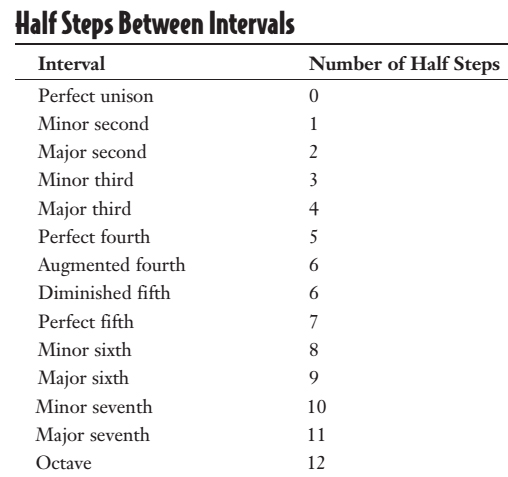 Half Steps Between Intervals
Interval Number of Half Steps
Perfect unison 0
Minor second 1
Major second 2
Minor third 3
Major third 4
Perfect fourth 5
Augmented fourth 6
Diminished fifth 6
Perfect fifth 7
Minor sixth 8
Major sixth 9
Minor seventh 10
Major seventh 11
Octave 12